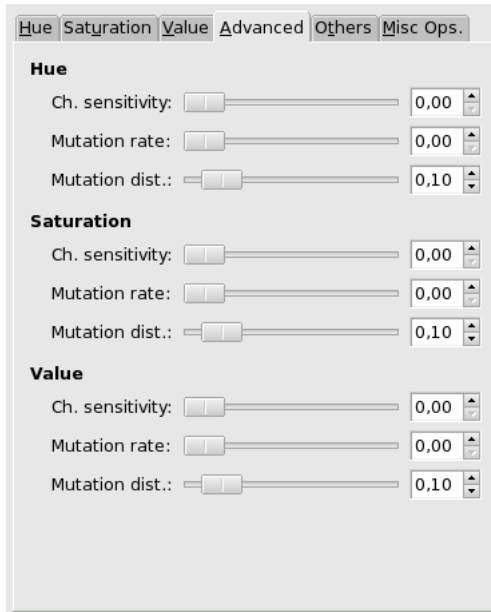 Hue Saturation Value Advanced Others Misc Ops.
Hue
Ch. sensitivity: 0,00
Mutation rate: 0,00
Mutation dist.: 0,10
Saturation
Ch. sensitivity: 0,00
Mutation rate: 0,00
Mutation dist.: 0,10
Value
Ch. sensitivity: 0,00
Mutation rate: 0,00
Mutation dist.: 0,10